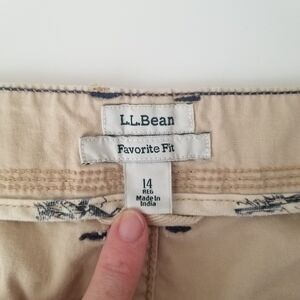 L.L.Bean
Favorite Fit
14
REG
Made In
India